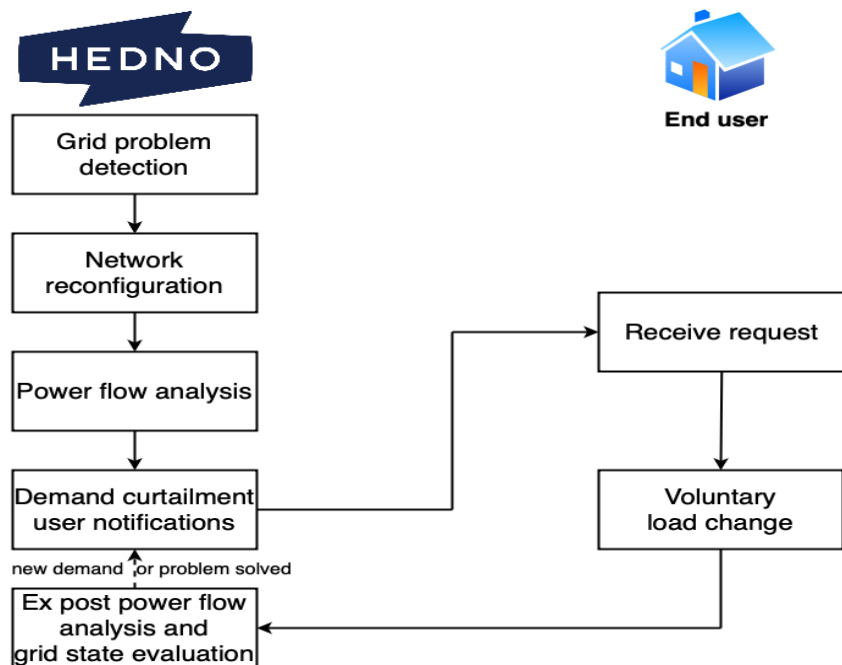 HEDNO
End user
Grid problem
detection
Network
reconfiguration
Receive request
Power flow analysis
Demand curtailment
user notifications
Voluntary
load change
new demand or problem solved
Ex post power flow
analysis and
grid state evaluation